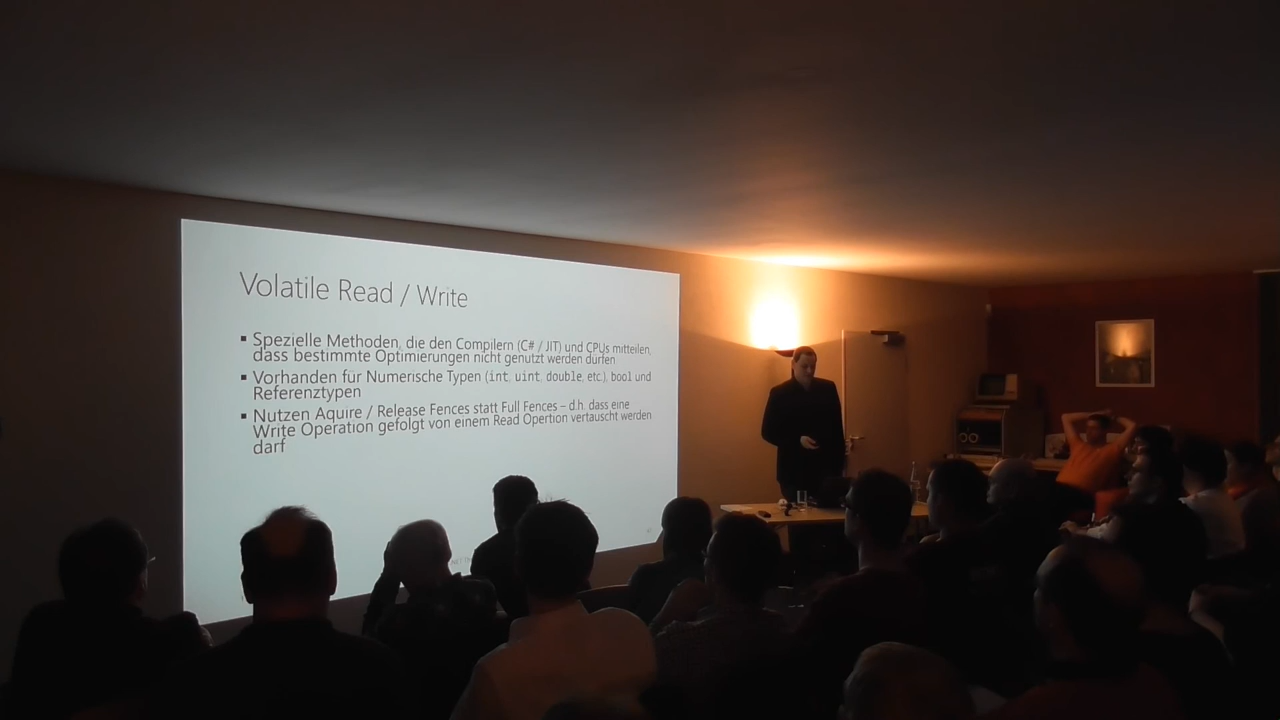 Volatile Read / Write
▪ Spezielle Methoden, die den Compilern (C# / JIT) und CPUs mitteilen,
dass bestimmte Optimierungen nicht genutzt werden dürfen
▪ Vorhanden für Numerische Typen (int, uint, double, etc.), bool und
Referenztypen
▪ Nutzen Aquire / Release Fences statt Full Fences – d.h. dass eine
Write Operation gefolgt von einem Read Opertion vertauscht werden
darf